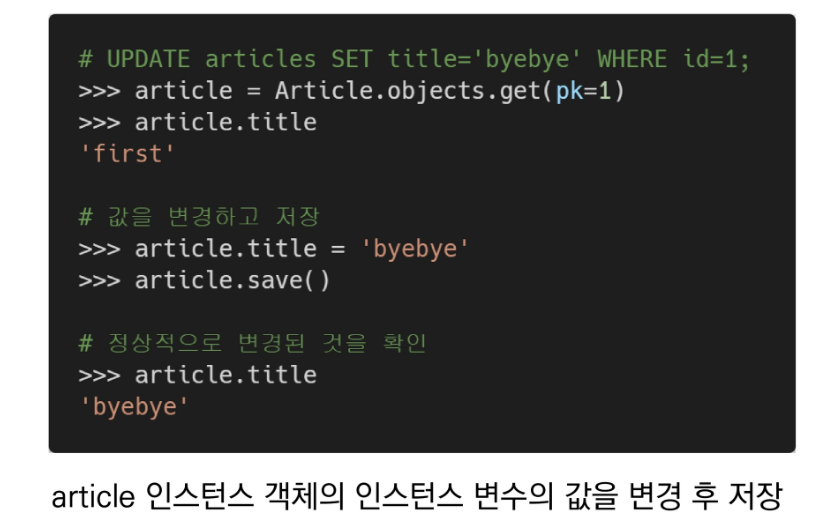 # UPDATE articles SET title='byebye' WHERE id=1;
>>> article = Article.objects.get(pk=1)
>>> article.title
'first'
# 값을 변경하고 저장
>>> article.title = 'byebye'
>>> article.save()
# 정상적으로 변경된 것을 확인
>>> article.title
'byebye'
article 인스턴스 객체의 인스턴스 변수의 값을 변경 후 저장